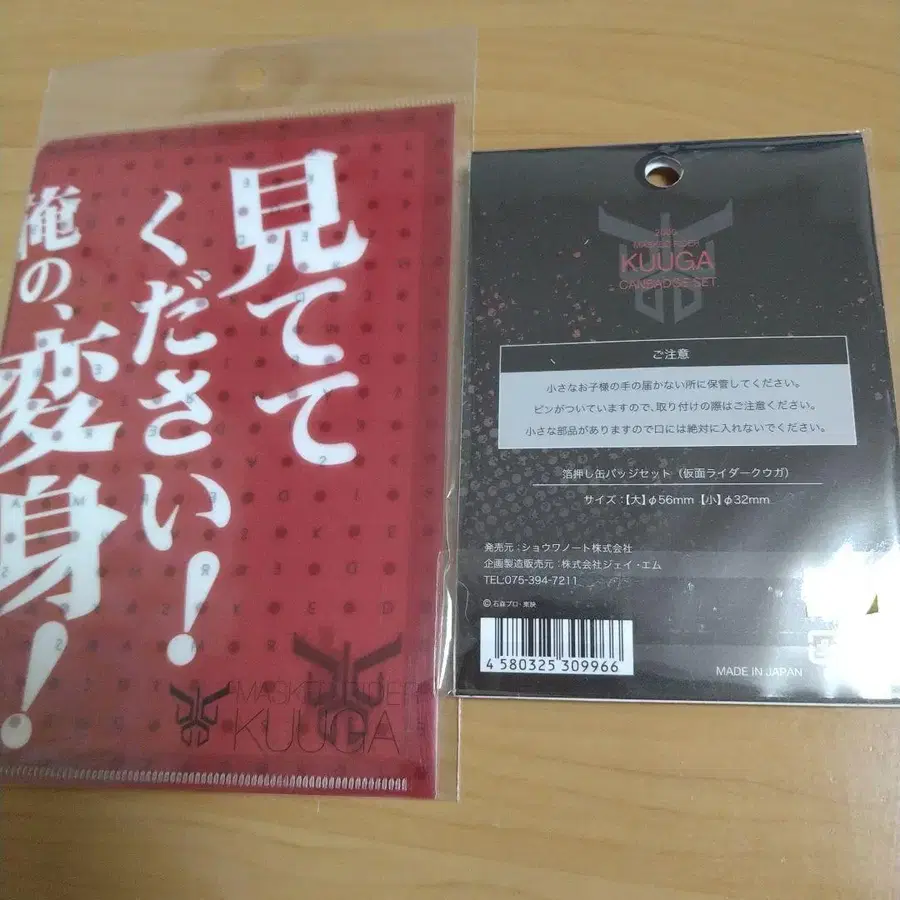 見てて
ください！
俺の、変身！
MASKED RIDER
KUUGA
2000
MASKED RIDER
KUUGA
CANBADGE SET
ご注意
小さなお子様の手の届かない所に保管してください。
ピンがついていますので、取り付けの際はご注意ください。
小さな部品がありますので口には絶対に入れないでください。
箔押し缶バッジセット（仮面ライダークウガ）
サイズ：【大】φ56mm 【小】φ32mm
発売元：ショウワノート株式会社
企画製造販売元：株式会社ジェイ・エム
TEL:075-394-7211
©石森プロ・東映
4 580325 309966
MADE IN JAPAN